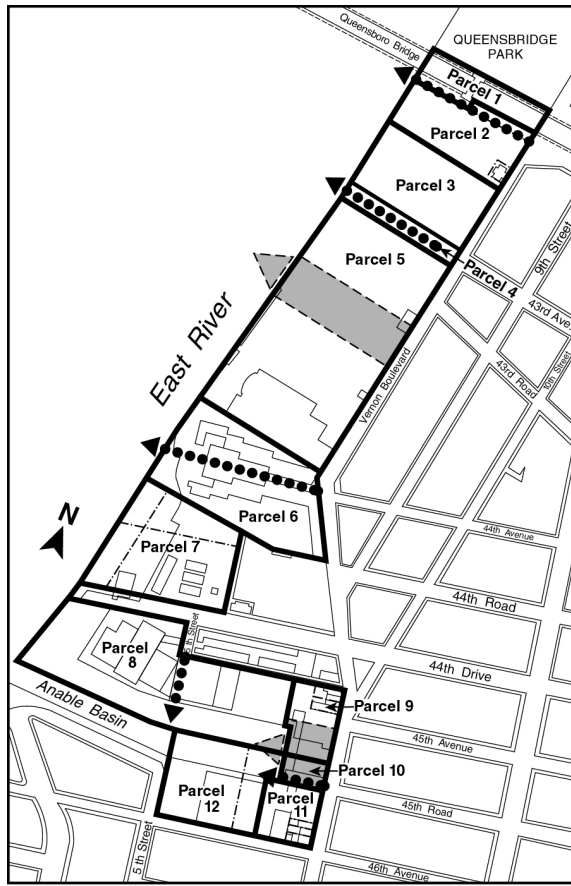 Queensboro Bridge
QUEENSBRIDGE
PARK
Parcel 1
Parcel 2
Parcel 3
Parcel 4
Parcel 5
9th Street
43rd Ave.
10th Street
43rd Road
East River
Vernon Boulevard
Parcel 6
44th Avenue
N
Parcel 7
44th Road
5th Street
Parcel
8
44th Drive
Anable Basin
Parcel 9
45th Avenue
Parcel 10
Parcel
11
Parcel
12
45th Road
5 th Street
46th Avenue